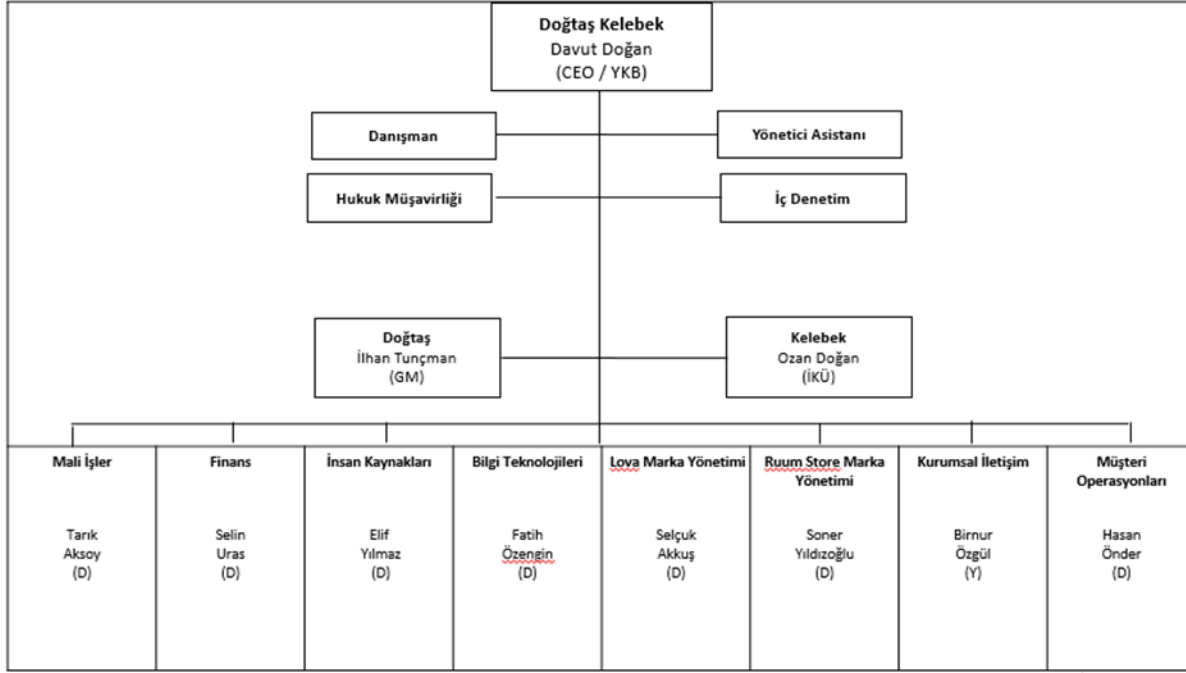 Doğtaş Kelebek
Davut Doğan
(CEO / YKB)
Danışman
Yönetici Asistanı
Hukuk Müşavirliği
İç Denetim
Doğtaş
İlhan Tunçman
(GM)
Kelebek
Ozan Doğan
(İKÜ)
Mali İşler
Tarık
Aksoy
(D)
Finans
Selin
Uras
(D)
İnsan Kaynakları
Elif
Yılmaz
(D)
Bilgi Teknolojileri
Fatih
Özengin
(D)
Lova Marka Yönetimi
Selçuk
Akkuş
(D)
Ruum Store Marka
Yönetimi
Soner
Yıldızoğlu
(D)
Kurumsal İletişim
Birnur
Özgül
(Y)
Müşteri
Operasyonları
Hasan
Önder
(D)